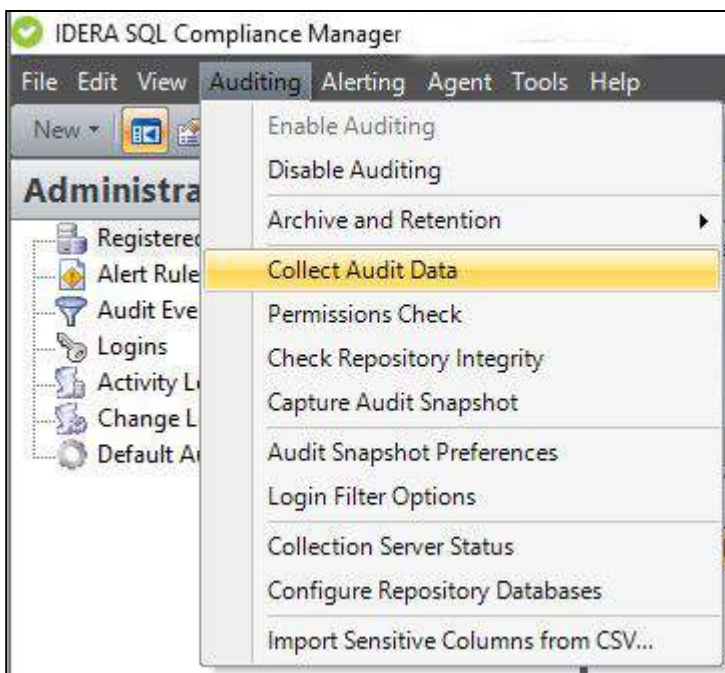 IDERA SQL Compliance Manager
File Edit View Auditing Alerting Agent Tools Help
New
Enable Auditing
Disable Auditing
Archive and Retention
Collect Audit Data
Permissions Check
Check Repository Integrity
Capture Audit Snapshot
Audit Snapshot Preferences
Login Filter Options
Collection Server Status
Configure Repository Databases
Import Sensitive Columns from CSV...
Administra
Registered
Alert Rule
Audit Eve
Logins
Activity L
Change L
Default A